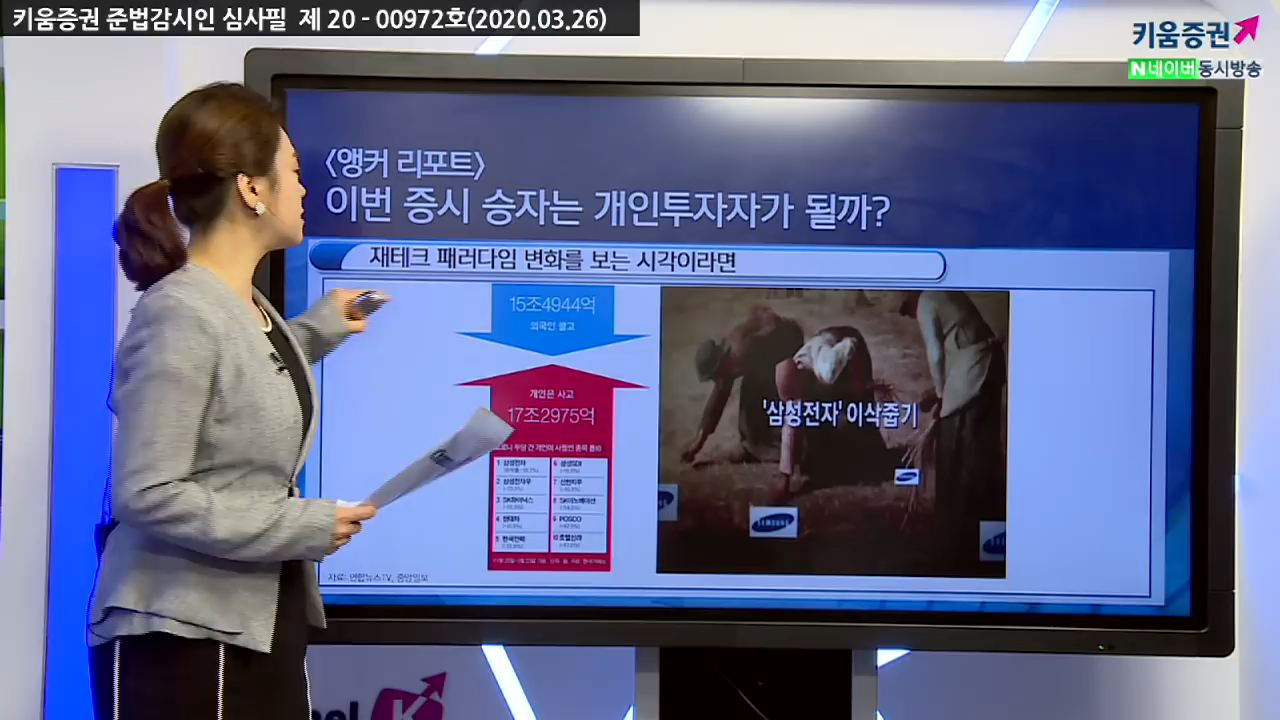 키움증권 준법감시인 심사필 제 20 - 00972호(2020.03.26)
키움증권
N네이버동시방송
<앵커 리포트>
이번 증시 승자는 개인투자자가 될까?
재테크 패러다임 변화를 보는 시각이라면
15조4944억
외국인 팔고
개인은 사고
17조2975억
1 삼성전자
2 삼성전자우
3 SK하이닉스
4 현대차
5 한국전력
6 삼성SDI
7 신한지주
8 SK이노베이션
9 POSCO
10 호텔신라
'삼성전자' 이삭줍기
SAMSUNG
자료: 연합뉴스TV, 중앙일보
K